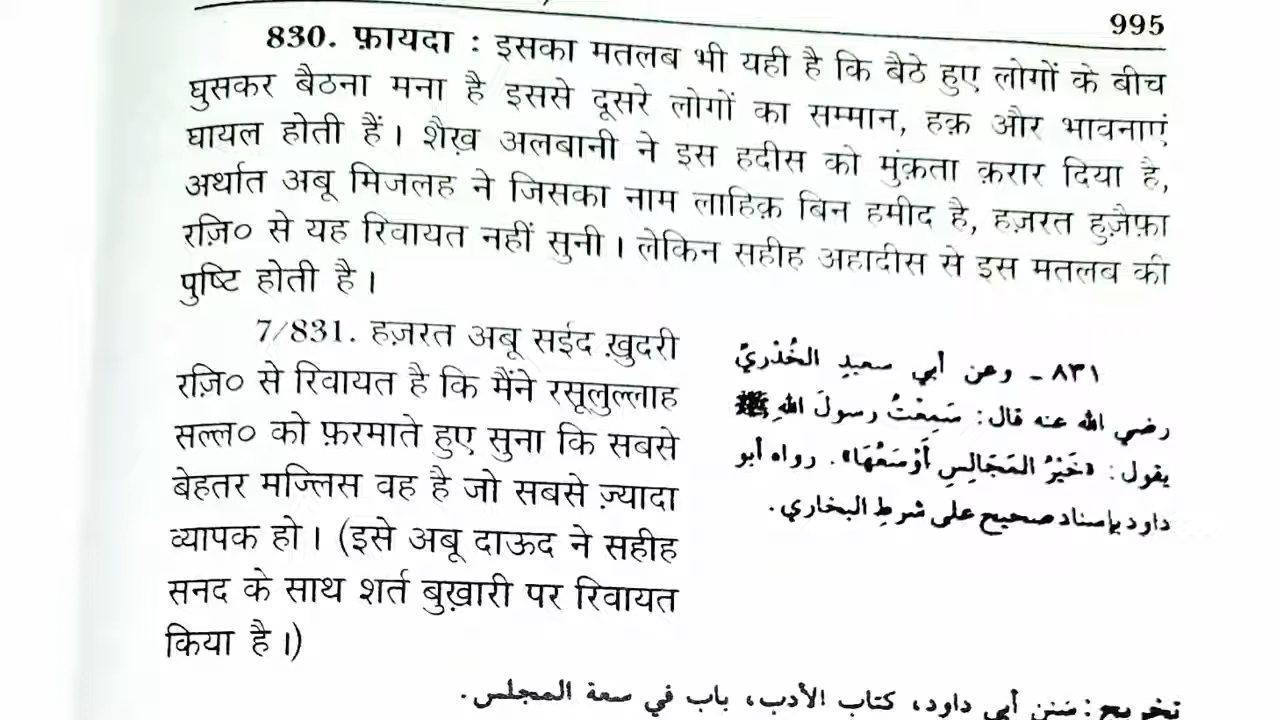 995
830. फ़ायदा : इसका मतलब भी यही है कि बैठे हुए लोगों के बीच
घुसकर बैठना मना है इससे दूसरे लोगों का सम्मान, हक़ और भावनाएं
घायल होती हैं। शैख़ अलबानी ने इस हदीस को मुंक़ता क़रार दिया है,
अर्थात अबू मिजलह ने जिसका नाम लाहिक़ बिन हमीद है, हज़रत हुज़ैफ़ा
रज़ि० से यह रिवायत नहीं सुनी। लेकिन सहीह अहादीस से इस मतलब की
पुष्टि होती है।
7/831. हज़रत अबू सईद ख़ुदरी
रज़ि० से रिवायत है कि मैंने रसूलुल्लाह
सल्ल० को फ़रमाते हुए सुना कि सबसे
बेहतर मज्लिस वह है जो सबसे ज़्यादा
व्यापक हो। (इसे अबू दाऊद ने सहीह
सनद के साथ शर्त बुख़ारी पर रिवायत
किया है।)
٨٣١ - وعن أبي سعيدٍ الخُدْريِّ
رضي الله عنه قال: سَمِعْتُ رسولَ اللهِ ﷺ
يقول: «خَيْرُ المَجَالِسِ أَوْسَعُهَا». رواه أبو
داود بإسناد صحيح على شرطِ البخاري.
تخريج: سنن أبي داود، كتاب الأدب، باب في سعة المجلس.